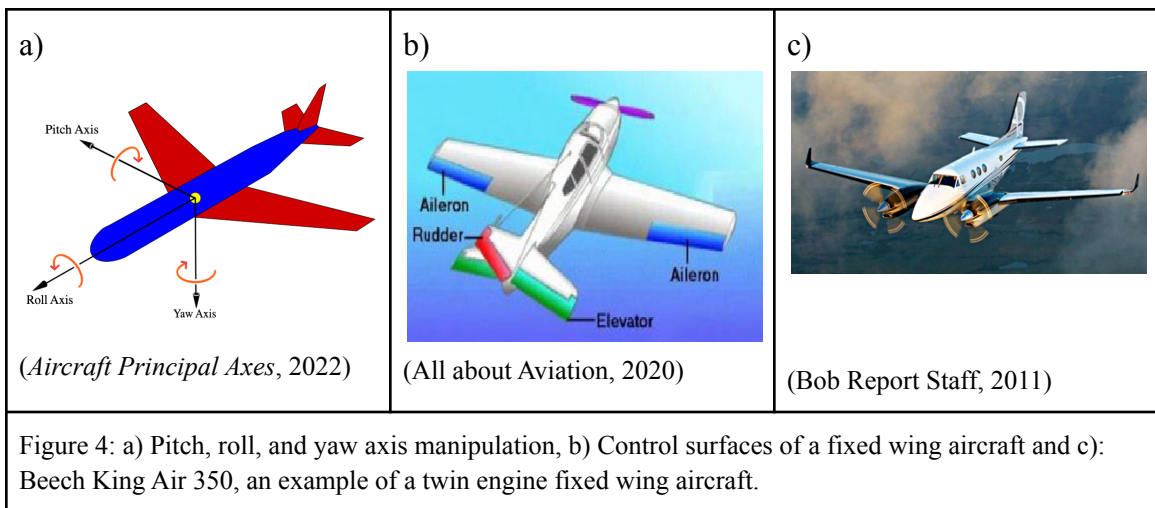 a)
Pitch Axis
Roll Axis
Yaw Axis
(Aircraft Principal Axes, 2022)
b)
Aileron
Rudder
Aileron
Elevator
(All about Aviation, 2020)
c)
(Bob Report Staff, 2011)
Figure 4: a) Pitch, roll, and yaw axis manipulation, b) Control surfaces of a fixed wing aircraft and c):
Beech King Air 350, an example of a twin engine fixed wing aircraft.